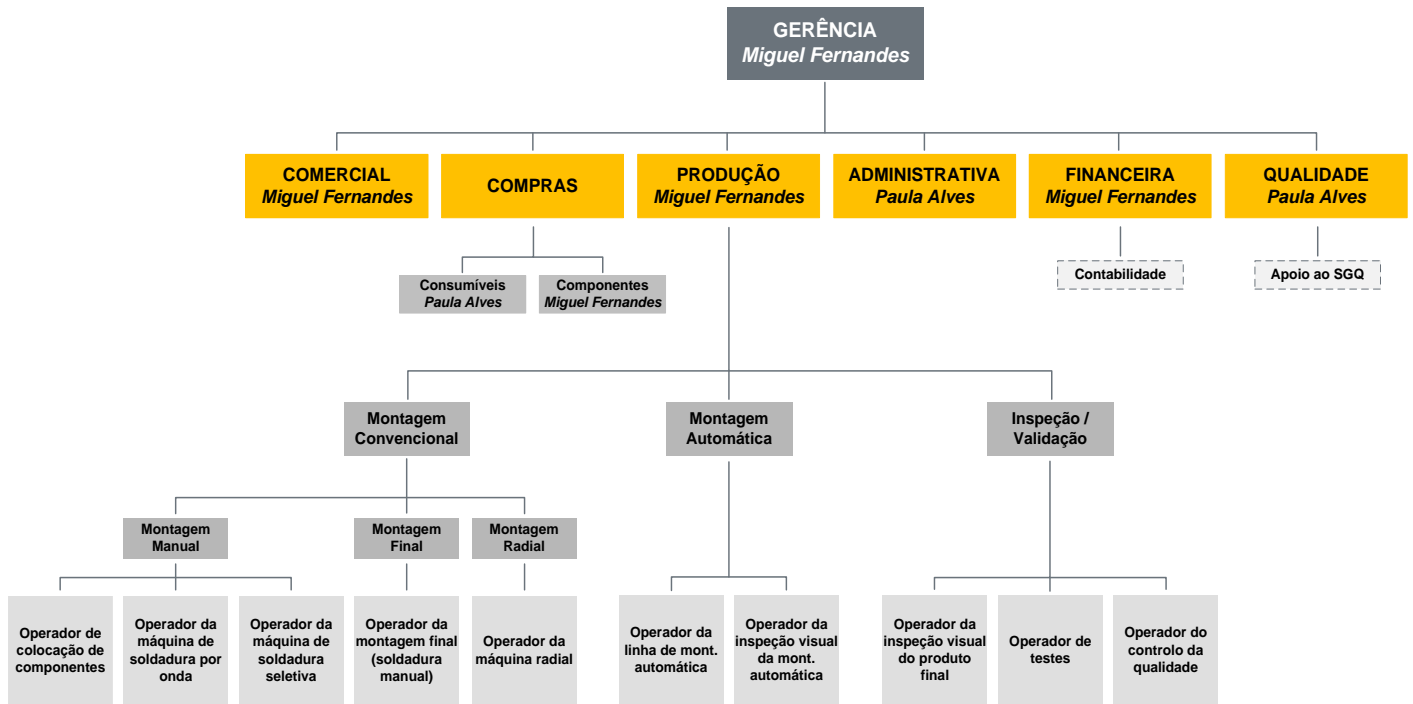 GERÊNCIA
Miguel Fernandes
COMERCIAL
Miguel Fernandes
COMPRAS
PRODUÇÃO
Miguel Fernandes
ADMINISTRATIVA
Paula Alves
FINANCEIRA
Miguel Fernandes
QUALIDADE
Paula Alves
Consumíveis
Paula Alves
Componentes
Miguel Fernandes
Contabilidade
Apoio ao SGQ
Montagem
Convencional
Montagem
Automática
Inspeção /
Validação
Montagem
Manual
Montagem
Final
Montagem
Radial
Operador de
colocação de
componentes
Operador da
máquina de
soldadura por
onda
Operador da
máquina de
soldadura
seletiva
Operador da
montagem final
(soldadura
manual)
Operador da
máquina radial
Operador da
linha de mont.
automática
Operador da
inspeção visual
da mont.
automática
Operador da
inspeção visual
do produto
final
Operador de
testes
Operador do
controlo da
qualidade